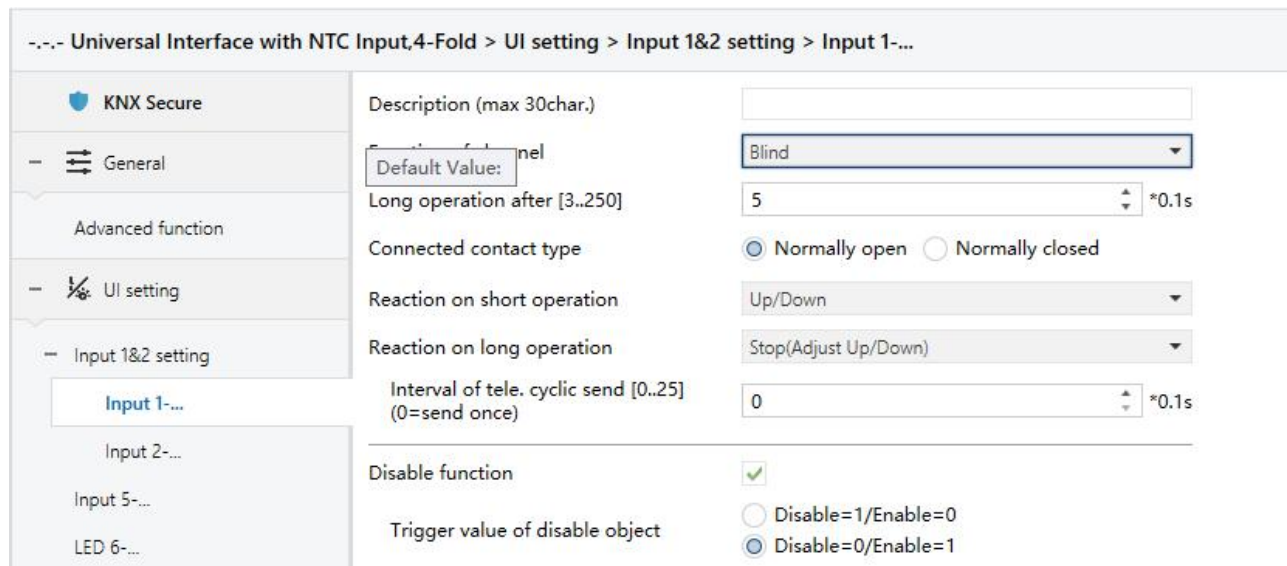 -.-.- Universal Interface with NTC Input,4-Fold > UI setting > Input 1&2 setting > Input 1-...
KNX Secure
General
Advanced function
UI setting
Input 1&2 setting
Input 1-...
Input 2-...
Input 5-...
LED 6-...
Description (max 30char.)
nel
Blind
Default Value:
Long operation after [3..250]
5
*0.1s
Connected contact type
Normally open
Normally closed
Reaction on short operation
Up/Down
Reaction on long operation
Stop(Adjust Up/Down)
Interval of tele. cyclic send [0..25]
(0=send once)
0
*0.1s
Disable function
Trigger value of disable object
Disable=1/Enable=0
Disable=0/Enable=1